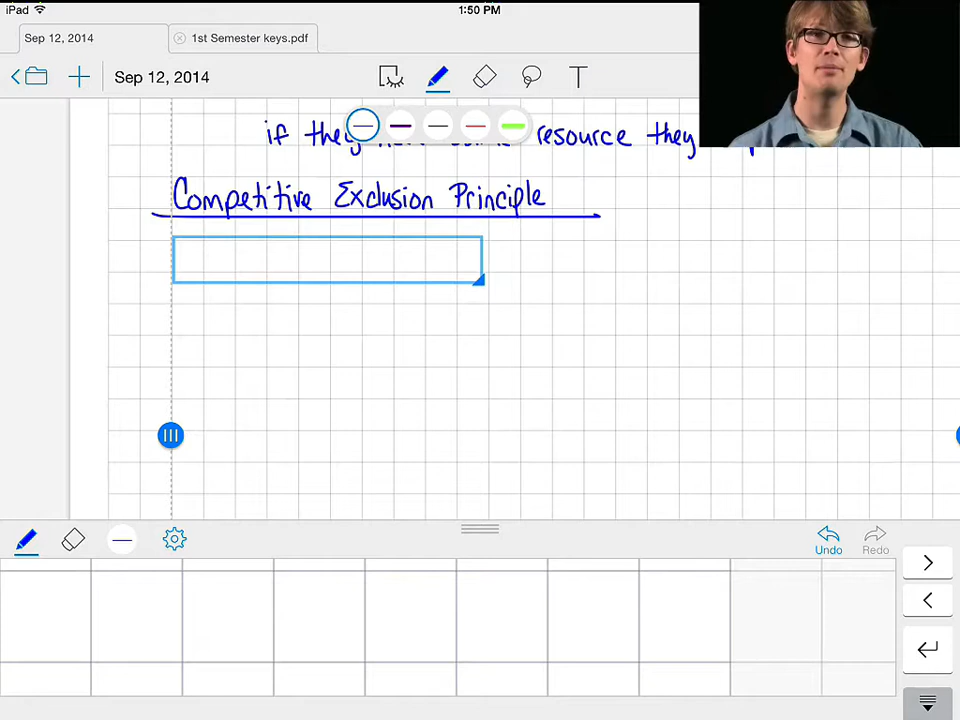 iPad 1:50 PM
Sep 12, 2014 1st Semester keys.pdf
Sep 12, 2014 T
if they resource they
Competitive Exclusion Principle
Undo Redo